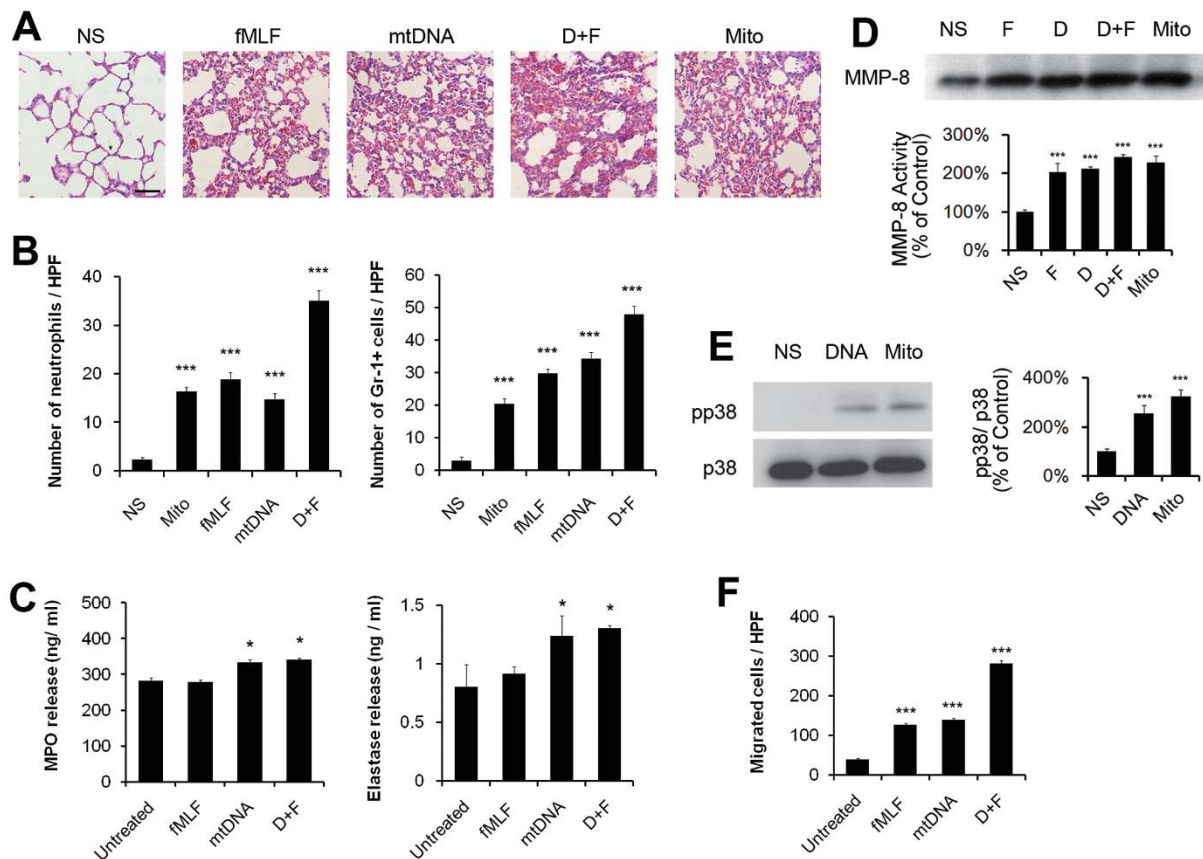 A
NS fMLF mtDNA D+F Mito
B
Number of neutrophils / HPF
40
30
20
10
0
*** *** *** ***
NS Mito fMLF mtDNA D+F
Number of Gr-1+ cells / HPF
60
50
40
30
20
10
0
*** *** *** ***
NS Mito fMLF mtDNA D+F
C
MPO release (ng/ ml)
500
400
300
200
100
0
* *
Untreated fMLF mtDNA D+F
Elastase release (ng / ml)
1.5
1
0.5
0
* *
Untreated fMLF mtDNA D+F
D
NS F D D+F Mito
MMP-8
MMP-8 Activity
(% of Control)
300%
200%
100%
0%
*** *** *** ***
NS F D D+F Mito
E
NS DNA Mito
pp38
p38
pp38/ p38
(% of Control)
400%
200%
0%
*** ***
NS DNA Mito
F
Migrated cells / HPF
400
300
200
100
0
*** *** ***
Untreated fMLF mtDNA D+F